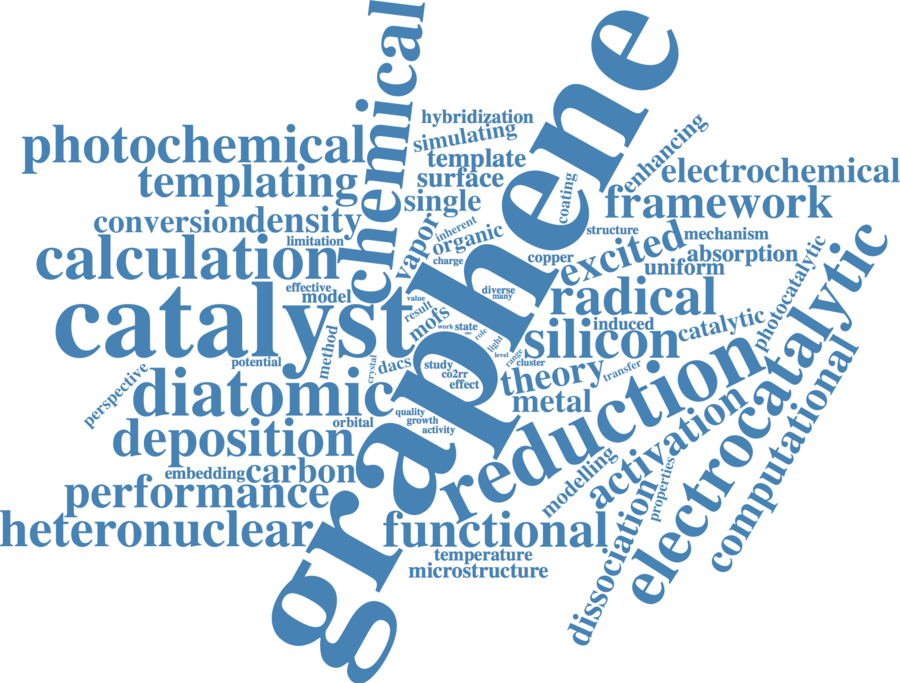 chemical
graphene
hybridization
simulating
photochemical
template
enhancing
templating
surface
electrochemical
single
coating
framework
conversion
density
vapor
inherent
organic
structure
mechanism
limitation
calculation
charge
copper
excited
absorption
uniform
photocatalytic
electrocatalytic
effective
model
value
diverse
many
radical
catalyst
result
mofs
work
state
role
induced
catalytic
silicon
light
level
range
cluster
method
potential
crystal
dacs
study
co2rr
effect
theory
transfer
perspective
diatomic
metal
reduction
quality
growth
activity
orbital
deposition
activation
computational
embedding
carbon
modelling
properties
performance
heteronuclear
functional
dissociation
temperature
microstructure